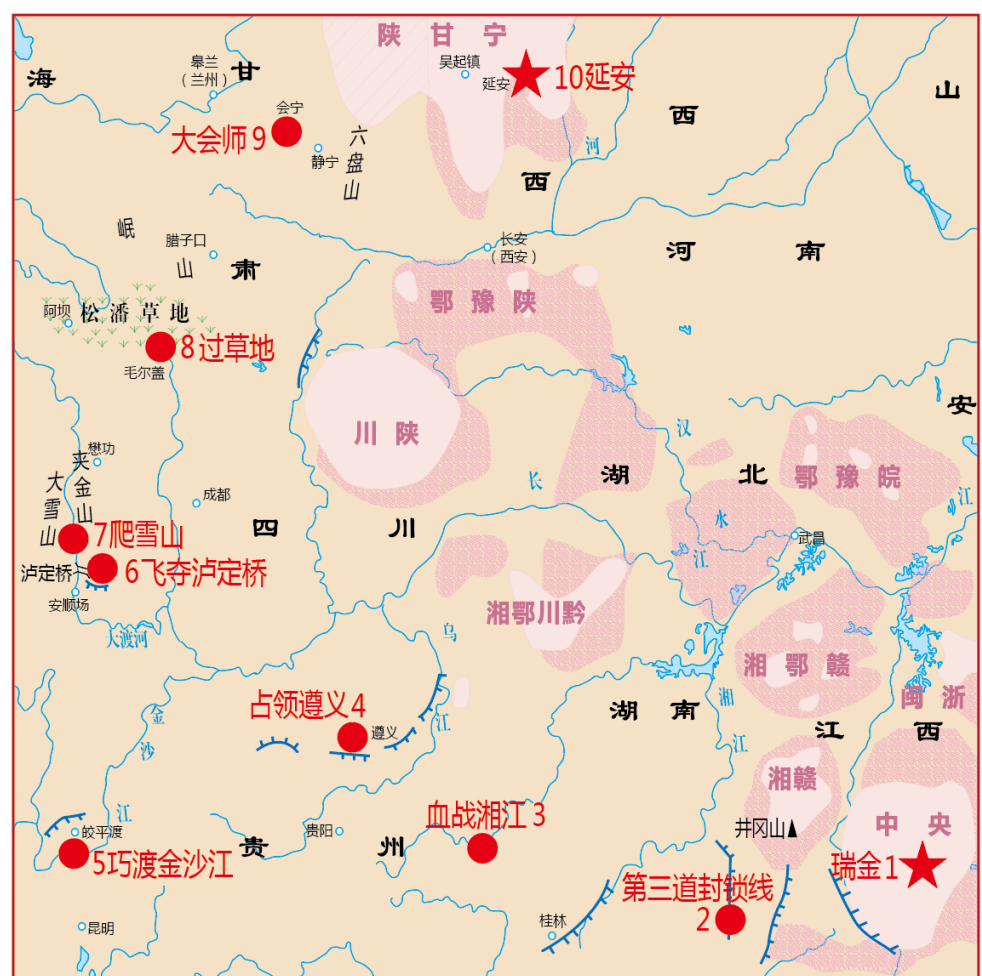 陕 甘 宁
海
甘
皋兰
（兰州）
吴起镇
延安
10延安
山
会宁
大会师 9
静宁
六盘山
西
河
西
岷
山
腊子口
肃
长安
（西安）
河 南
阿坝
松 潘 草 地
鄂 豫 陕
8 过草地
毛尔盖
川 陕
安
汉
水
懋功
夹金山
大雪山
成都
四 川
长
江
湖 北
鄂 豫 皖
江
武昌
7爬雪山
泸定桥
6飞夺泸定桥
安顺场
大渡河
湘鄂川黔
乌
江
湘 鄂 赣
闽 浙
金
沙
江
占领遵义4
遵义
湖 南
湘
江
江 西
湘赣
皎平渡
5巧渡金沙江
贵阳
贵 州
血战湘江 3
井冈山
中 央
瑞金1
第三道封锁线
2
昆明
桂林